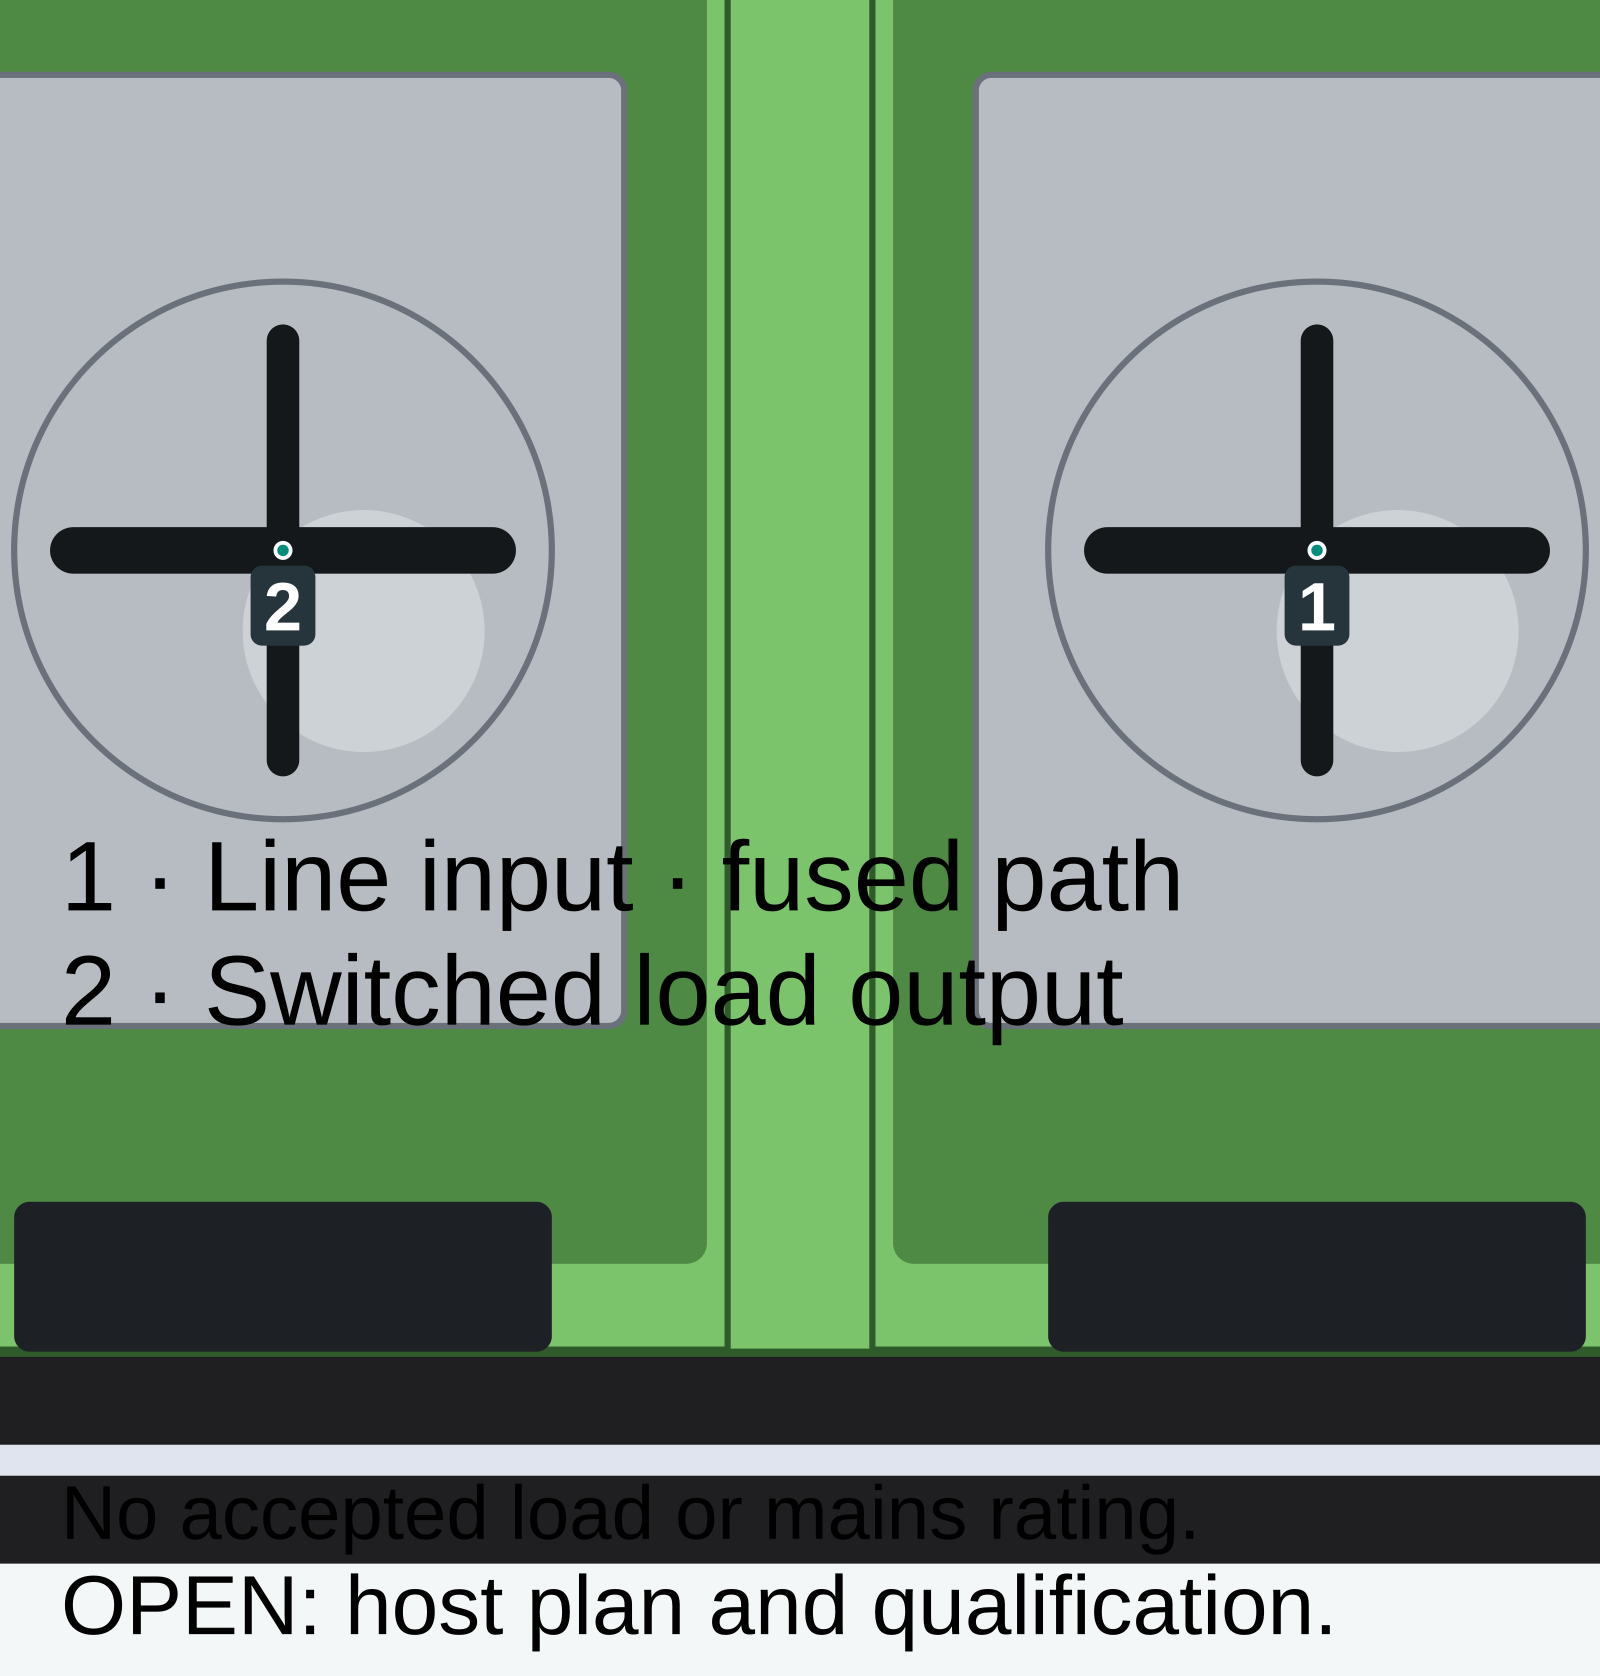 2
1
1 · Line input · fused path
2 · Switched load output
No accepted load or mains rating.
OPEN: host plan and qualification.